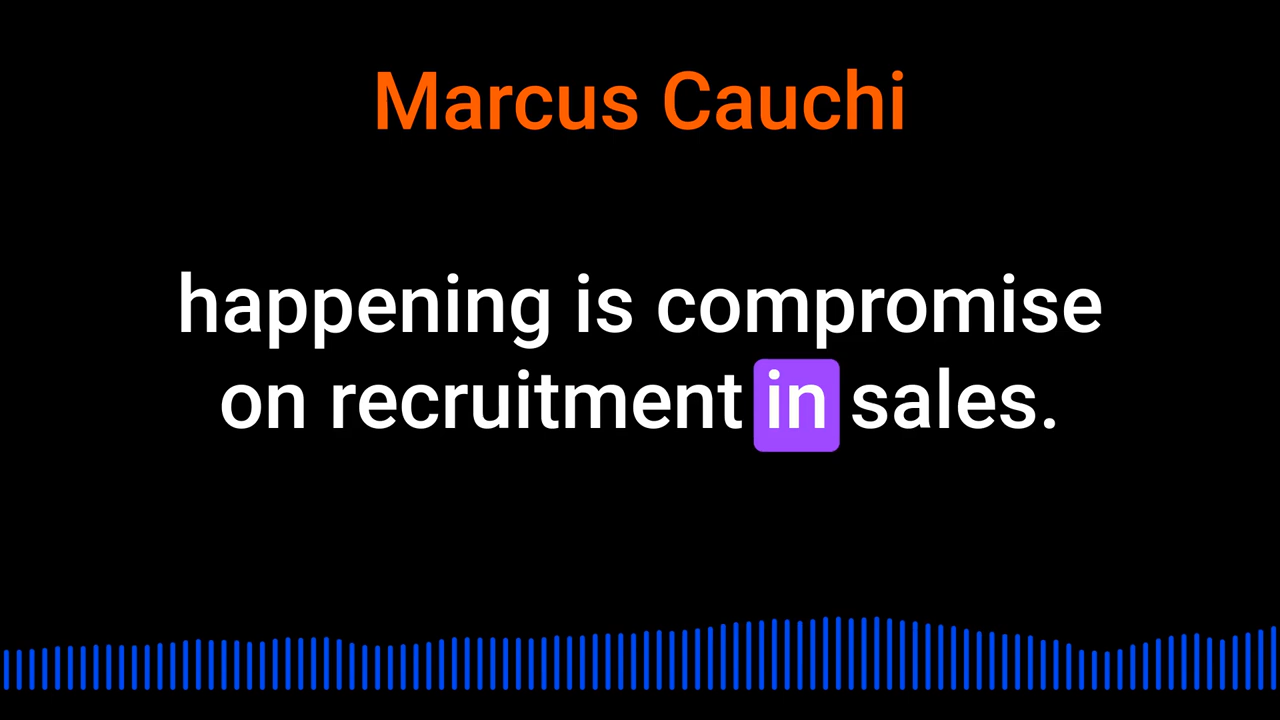 Marcus Cauchi
happening is compromise
on recruitment in sales.